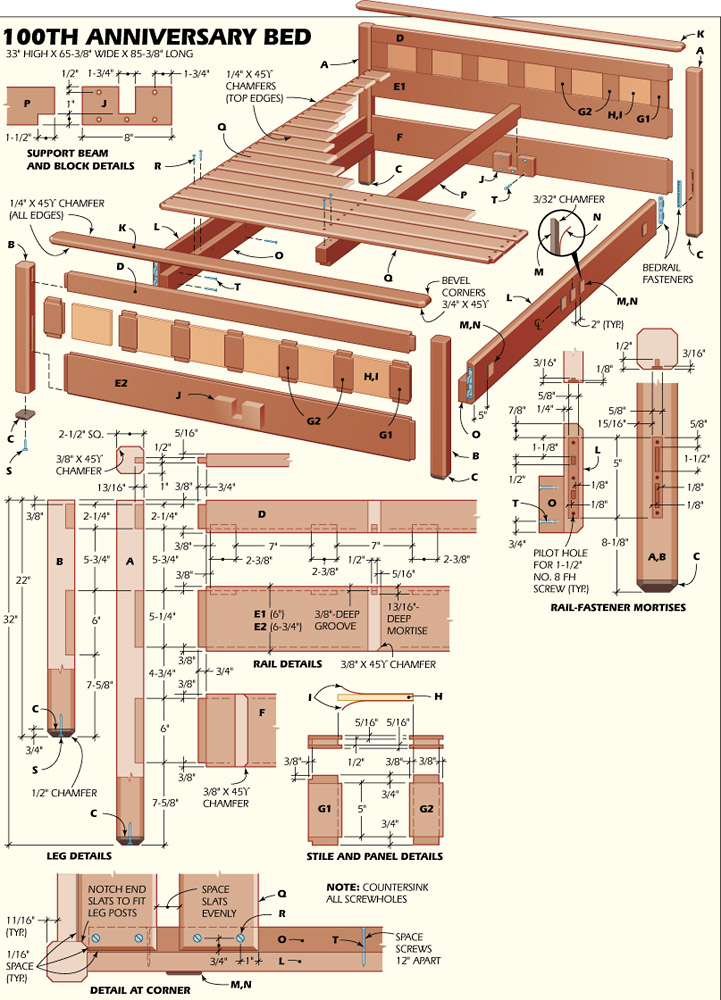 100TH ANNIVERSARY BED
33" HIGH X 65-3/8" WIDE X 85-3/8" LONG
K
A
D
A
1/2"
1-3/4"
1-3/4"
1/4" X 45°
CHAMFERS
(TOP EDGES)
E1
G2
H,I
G1
P
J
1"
Q
F
1-1/2"
8"
SUPPORT BEAM
AND BLOCK DETAILS
R
C
P
J
T
1/4" X 45° CHAMFER
(ALL EDGES)
K
L
3/32" CHAMFER
N
M
B
D
O
Q
C
BEDRAIL
FASTENERS
T
BEVEL
CORNERS
3/4" X 45°
L
M,N
M,N
2" (TYP.)
E2
J
H,I
G2
G1
5"
O
B
C
C
S
1/2"
3/16"
3/16"
1/8"
5/8"
1/4"
7/8"
5/8"
15/16"
5/8"
1-1/8"
L
5"
1-1/2"
1/2"
1/8"
1/8"
T
O
1/8"
1/8"
3/4"
8-1/8"
PILOT HOLE
FOR 1-1/2"
NO. 8 FH
SCREW (TYP.)
A,B
C
RAIL-FASTENER MORTISES
2-1/2" SQ.
5/16"
1/2"
3/8" X 45°
CHAMFER
1"
13/16"
3/8"
3/4"
3/8"
2-1/4"
2-1/4"
D
B
A
3/8"
7"
1/2"
7"
5-3/4"
5-3/4"
2-3/8"
2-3/8"
2-3/8"
3/8"
5/16"
22"
32"
6"
5-1/4"
E1 (6")
E2 (6-3/4")
3/8"-DEEP
GROOVE
13/16"-
DEEP
MORTISE
3/8"
RAIL DETAILS
3/8" X 45° CHAMFER
7-5/8"
4-3/4"
3/4"
3/8"
C
6"
F
I
H
5/16"
5/16"
3/4"
S
3/8"
3/8" X 45°
CHAMFER
1/2"
3/8"
3/8"
3/8"
1/2" CHAMFER
C
7-5/8"
G1
3/4"
5"
3/4"
G2
LEG DETAILS
STILE AND PANEL DETAILS
NOTCH END
SLATS TO FIT
LEG POSTS
SPACE
SLATS
EVENLY
Q
R
NOTE: COUNTERSINK
ALL SCREWHOLES
11/16"
(TYP.)
O
T
SPACE
SCREWS
12" APART
1/16"
SPACE
(TYP.)
3/4"
1"
L
M,N
DETAIL AT CORNER